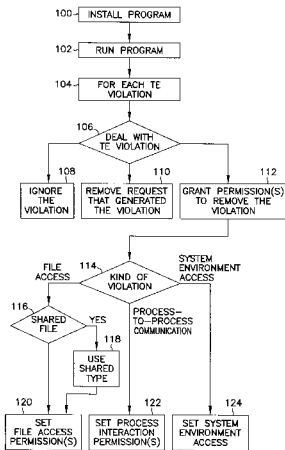 100
INSTALL PROGRAM
102
RUN PROGRAM
104
FOR EACH TE
VIOLATION
106
DEAL WITH
TE VIOLATION
108
IGNORE
THE
VIOLATION
110
REMOVE REQUEST
THAT GENERATED
THE VIOLATION
112
GRANT PERMISSION(S)
TO REMOVE THE
VIOLATION
114
KIND OF
VIOLATION
FILE
ACCESS
SYSTEM
ENVIRONMENT
ACCESS
PROCESS-
TO-PROCESS
COMMUNICATION
116
SHARED
FILE
YES
118
USE
SHARED
TYPE
120
SET
FILE ACCESS
PERMISSION(S)
122
SET PROCESS
INTERACTION
PERMISSION(S)
124
SET SYSTEM
ENVIRONMENT
ACCESS